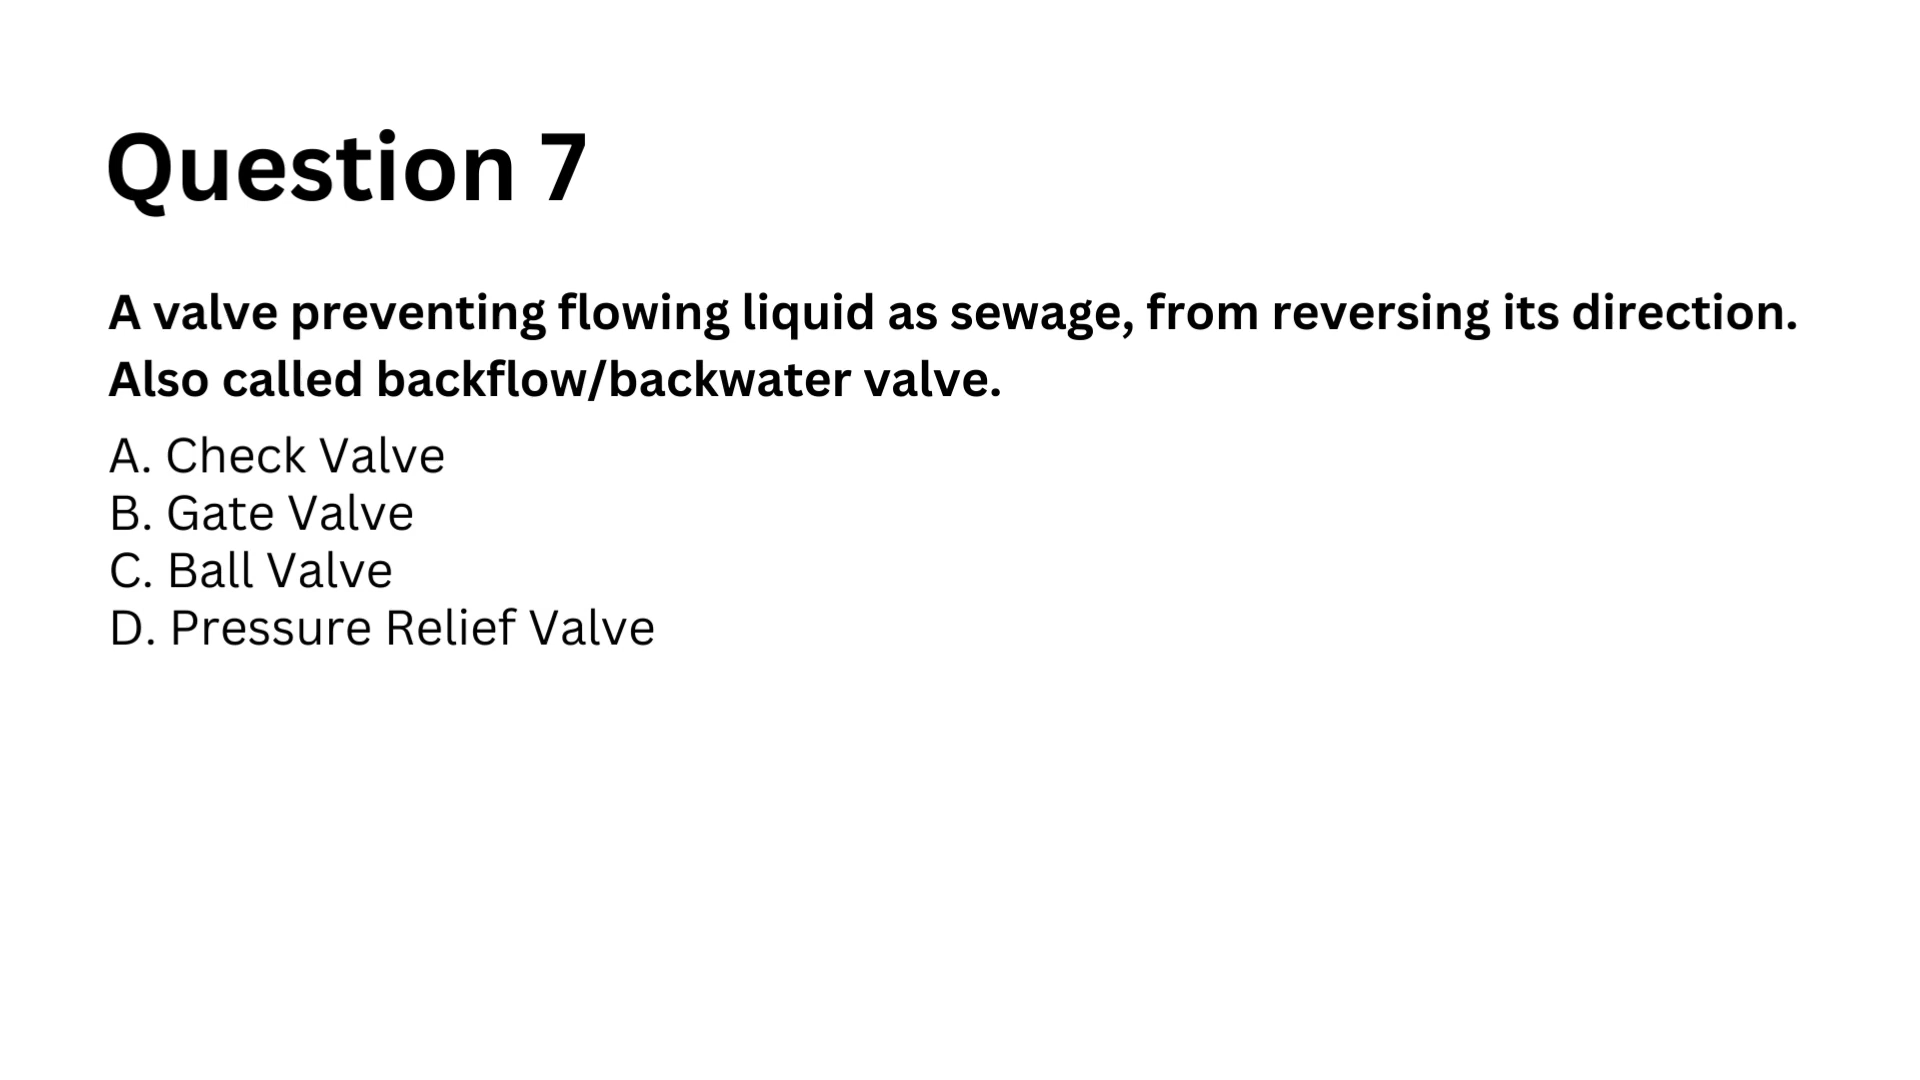 Question 7
A valve preventing flowing liquid as sewage, from reversing its direction.
Also called backflow/backwater valve.
A. Check Valve
B. Gate Valve
C. Ball Valve
D. Pressure Relief Valve